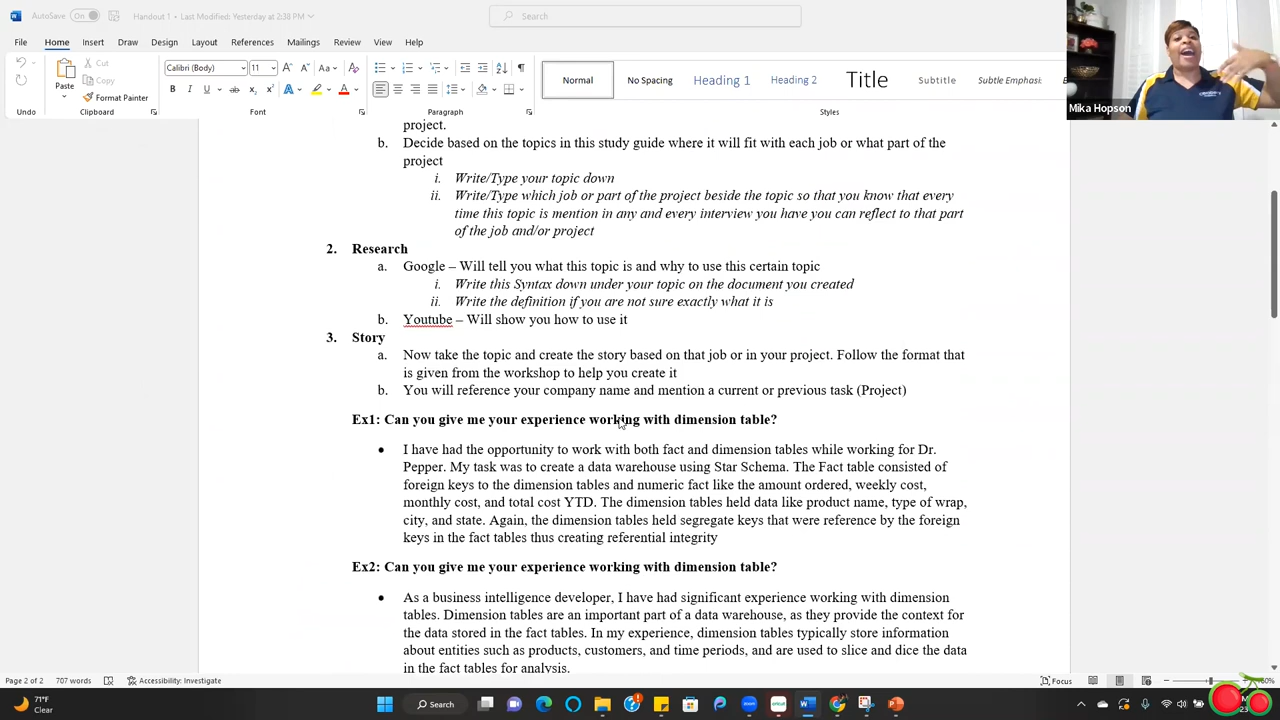 AutoSave On Handout 1 • Last Modified: Yesterday at 2:38 PM Search
File Home Insert Draw Design Layout References Mailings Review View Help
Paste Cut Copy Format Painter
Calibri (Body) 11
Normal No Spacing Heading 1 Heading 2 Title Subtitle Subtle Emphasi
Undo Clipboard Font Paragraph Styles
Mika Hopson
project.
b. Decide based on the topics in this study guide where it will fit with each job or what part of the
project
i. Write/Type your topic down
ii. Write/Type which job or part of the project beside the topic so that you know that every
time this topic is mention in any and every interview you have you can reflect to that part
of the job and/or project
2. Research
a. Google – Will tell you what this topic is and why to use this certain topic
i. Write this Syntax down under your topic on the document you created
ii. Write the definition if you are not sure exactly what it is
b. Youtube – Will show you how to use it
3. Story
a. Now take the topic and create the story based on that job or in your project. Follow the format that
is given from the workshop to help you create it
b. You will reference your company name and mention a current or previous task (Project)
Ex1: Can you give me your experience working with dimension table?
• I have had the opportunity to work with both fact and dimension tables while working for Dr.
Pepper. My task was to create a data warehouse using Star Schema. The Fact table consisted of
foreign keys to the dimension tables and numeric fact like the amount ordered, weekly cost,
monthly cost, and total cost YTD. The dimension tables held data like product name, type of wrap,
city, and state. Again, the dimension tables held segregate keys that were reference by the foreign
keys in the fact tables thus creating referential integrity
Ex2: Can you give me your experience working with dimension table?
• As a business intelligence developer, I have had significant experience working with dimension
tables. Dimension tables are an important part of a data warehouse, as they provide the context for
the data stored in the fact tables. In my experience, dimension tables typically store information
about entities such as products, customers, and time periods, and are used to slice and dice the data
in the fact tables for analysis.
Page 2 of 2 707 words Accessibility: Investigate Focus
71°F
Clear
Search